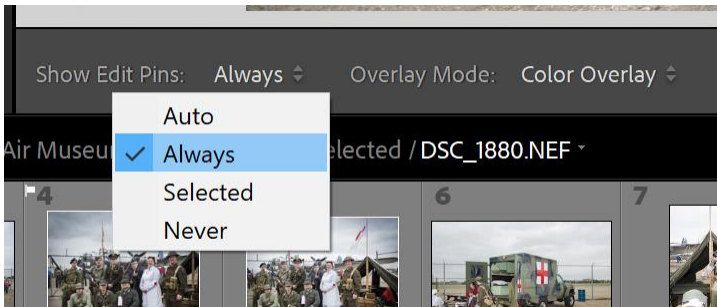 Show Edit Pins: Always Overlay Mode: Color Overlay
Auto
Always
Selected
Never
Air Museu elected / DSC_1880.NEF
4 6 7